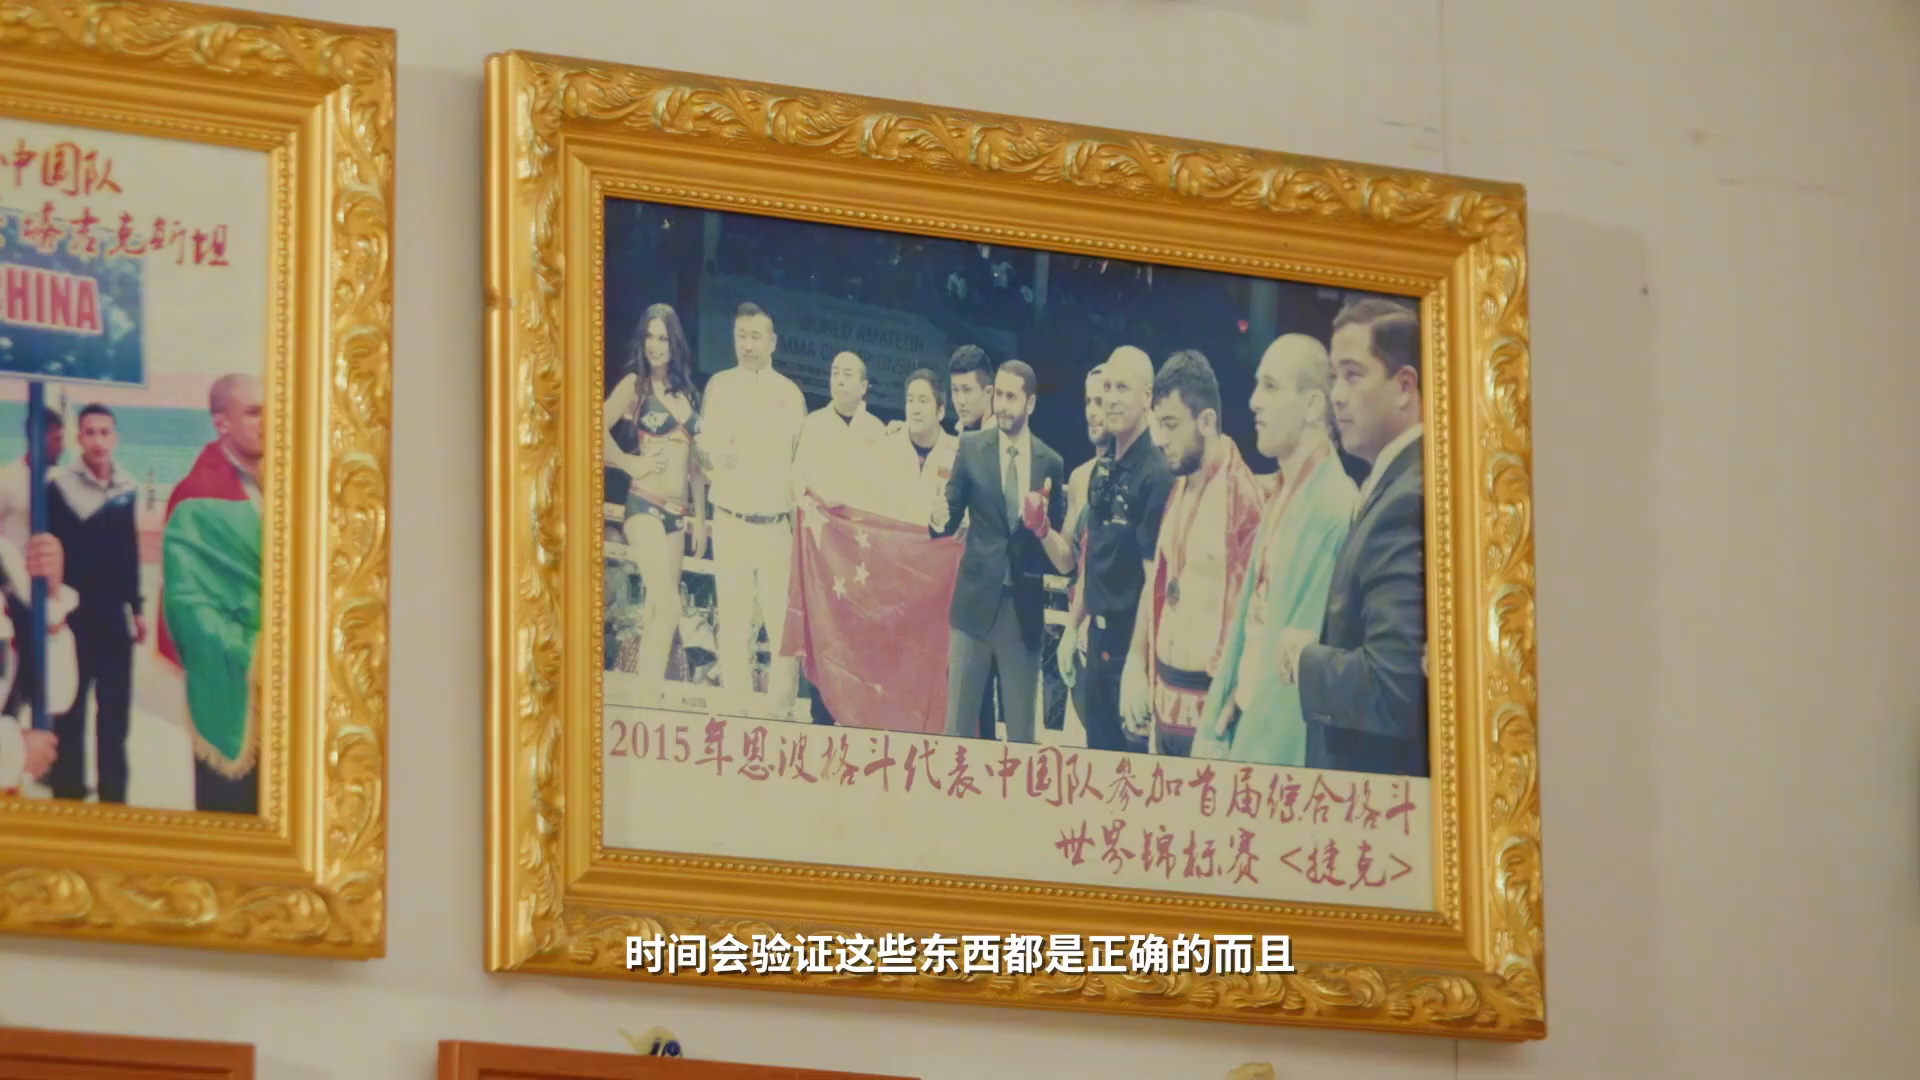 中国队
塔吉克斯坦
CHINA
WORLD AMATEUR
MMA CHAMPIONSHIP
2015年恩波格斗代表中国队参加首届综合格斗
世界锦标赛<捷克>
时间会验证这些东西都是正确的而且